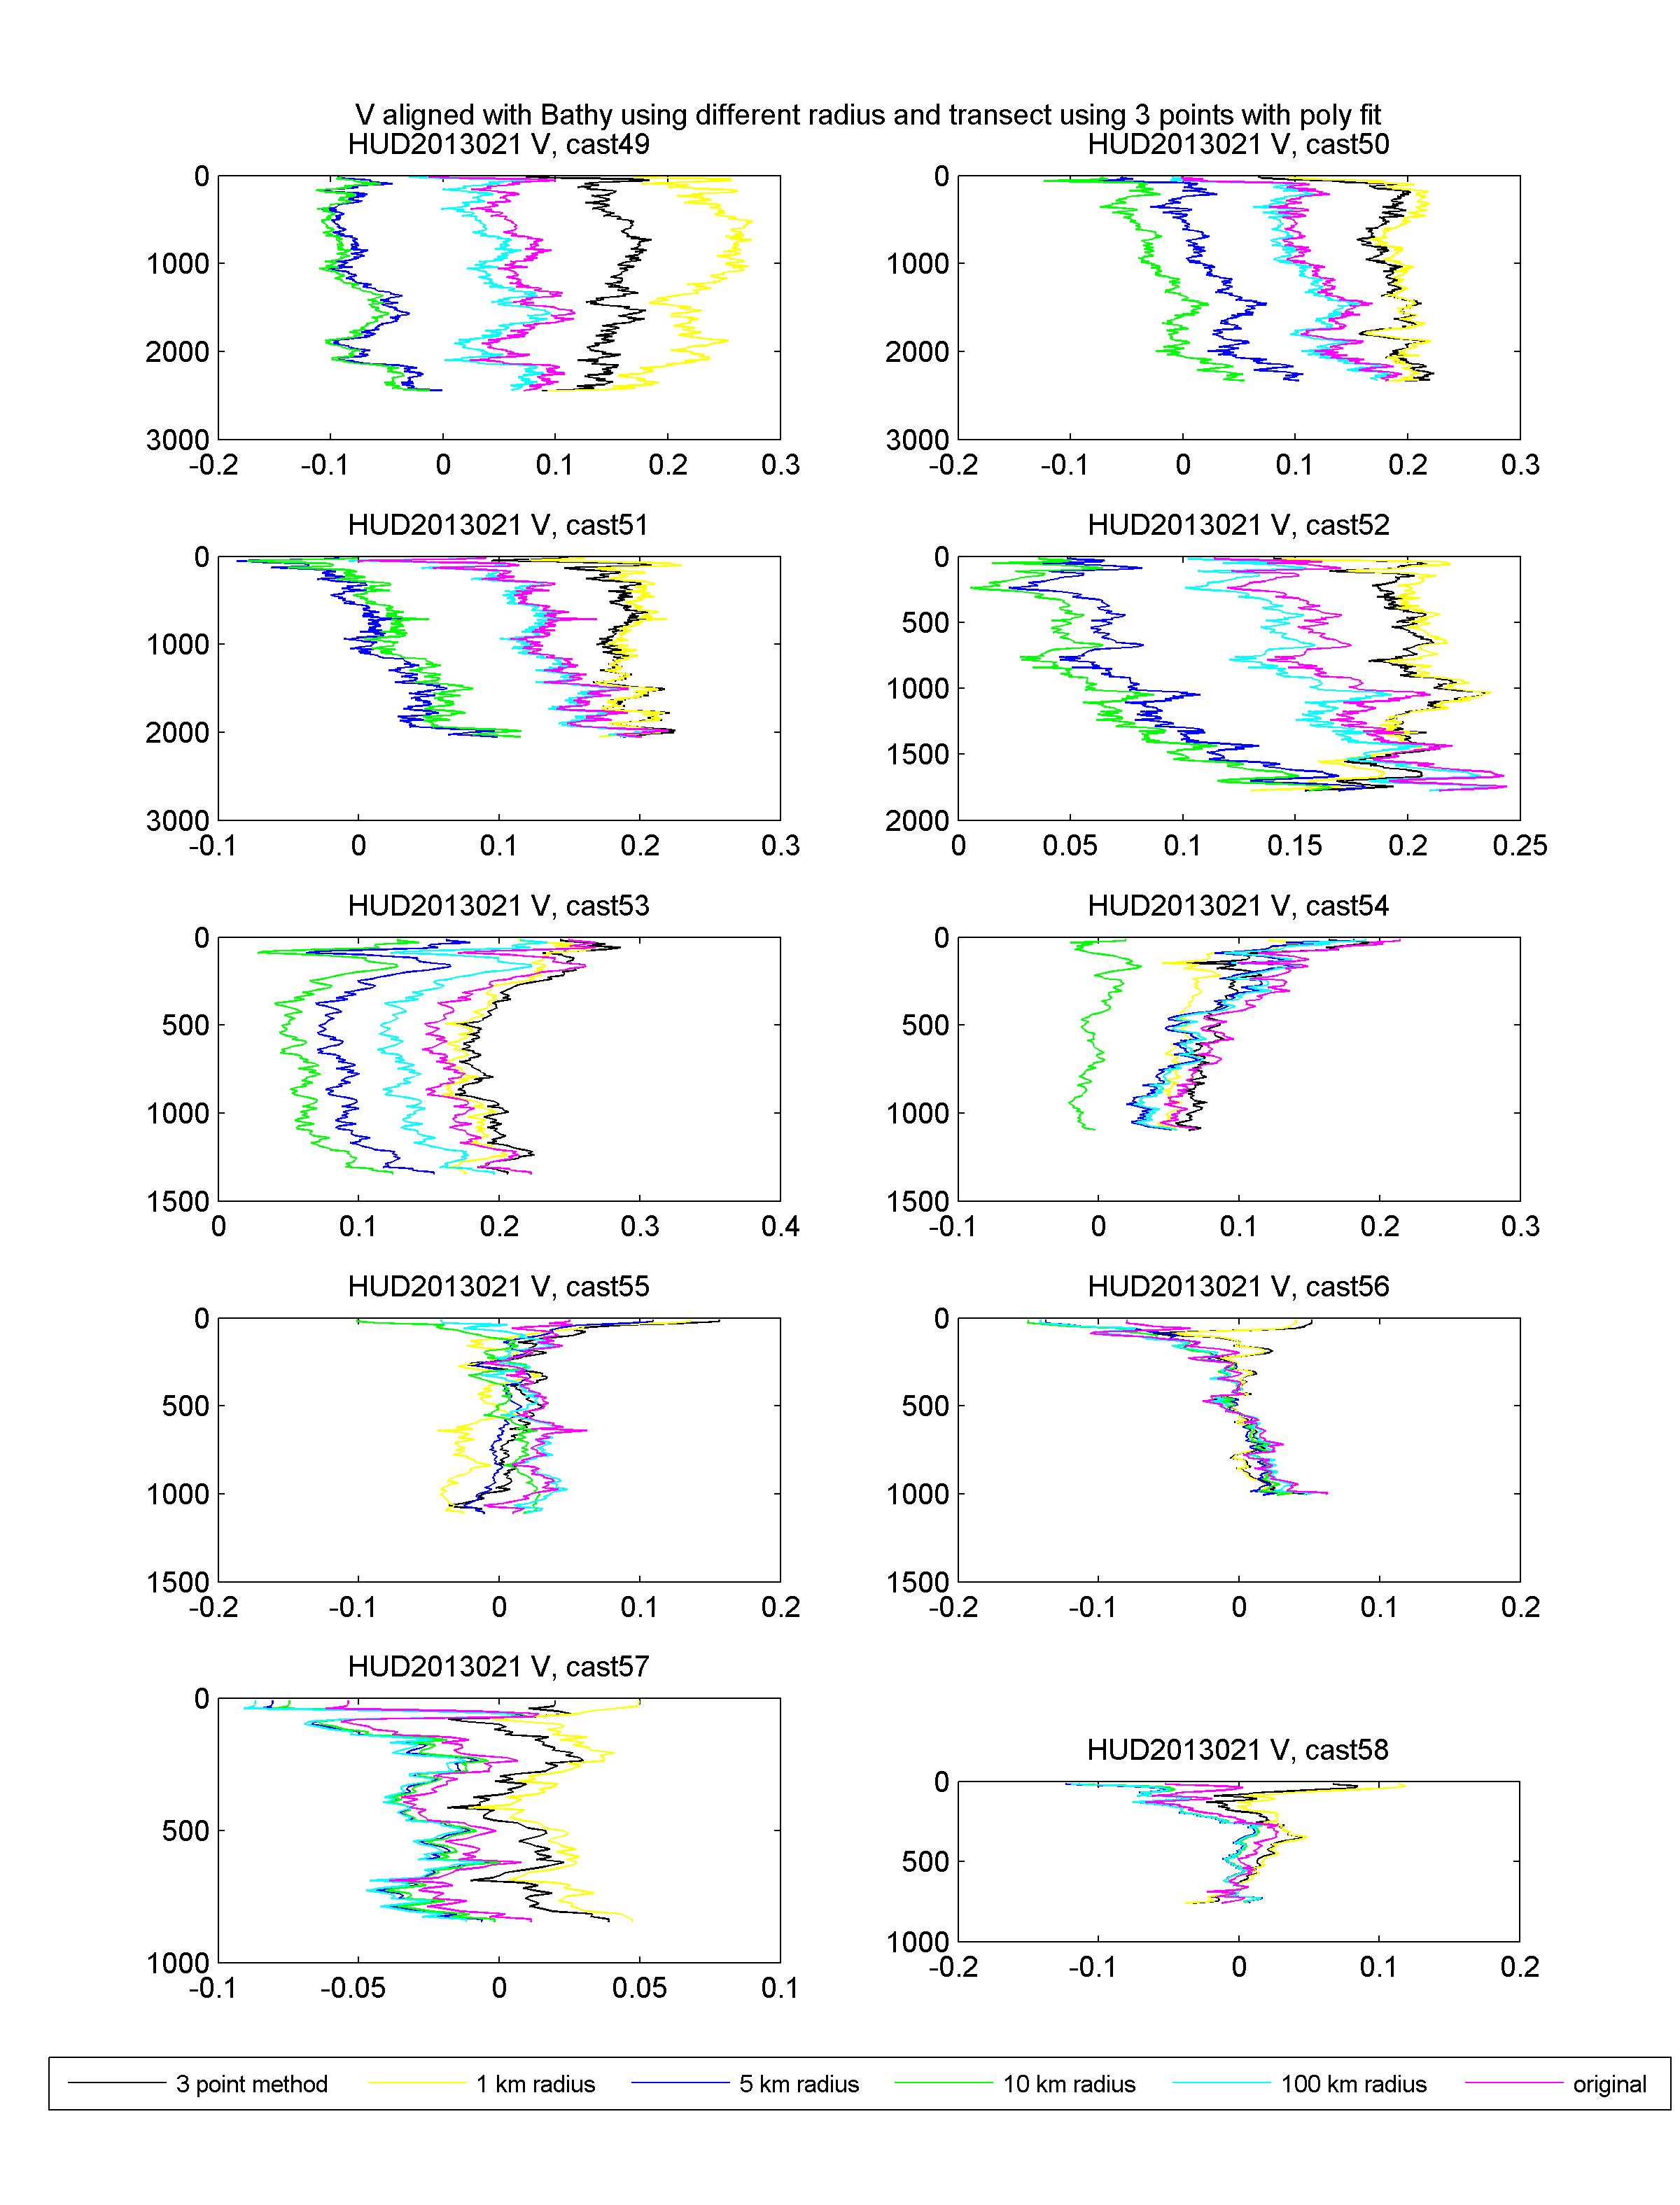 V aligned with Bathy using different radius and transect using 3 points with poly fit
HUD2013021 V, cast49
HUD2013021 V, cast50
0
1000
2000
3000
-0.2 -0.1 0 0.1 0.2 0.3
0
1000
2000
3000
-0.2 -0.1 0 0.1 0.2 0.3
HUD2013021 V, cast51
HUD2013021 V, cast52
0
1000
2000
3000
-0.1 0 0.1 0.2 0.3
0
500
1000
1500
2000
0 0.05 0.1 0.15 0.2 0.25
HUD2013021 V, cast53
HUD2013021 V, cast54
0
500
1000
1500
0 0.1 0.2 0.3 0.4
0
500
1000
1500
-0.1 0 0.1 0.2 0.3
HUD2013021 V, cast55
HUD2013021 V, cast56
0
500
1000
1500
-0.2 -0.1 0 0.1 0.2
0
500
1000
1500
-0.2 -0.1 0 0.1 0.2
HUD2013021 V, cast57
0
500
1000
-0.1 -0.05 0 0.05 0.1
HUD2013021 V, cast58
0
500
1000
-0.2 -0.1 0 0.1 0.2
3 point method 1 km radius 5 km radius 10 km radius 100 km radius original